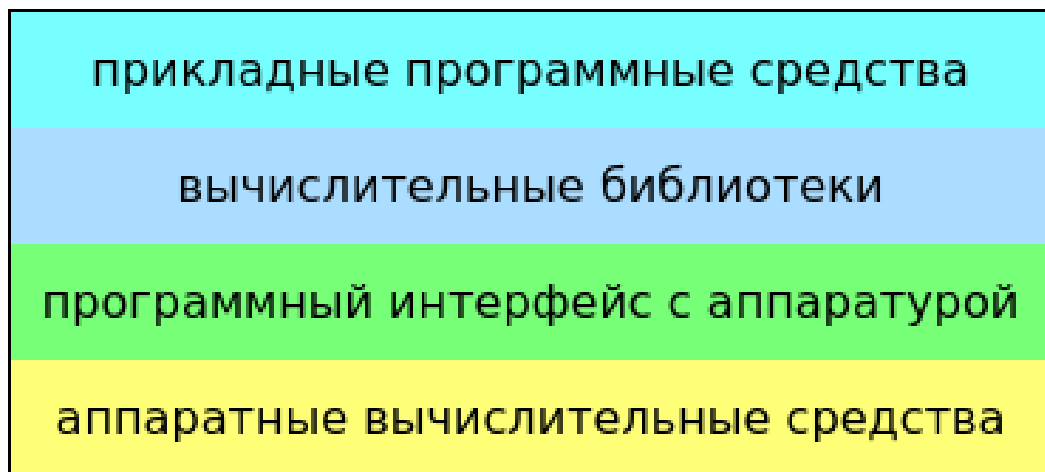 прикладные программные средства
вычислительные библиотеки
программный интерфейс с аппаратурой
аппаратные вычислительные средства